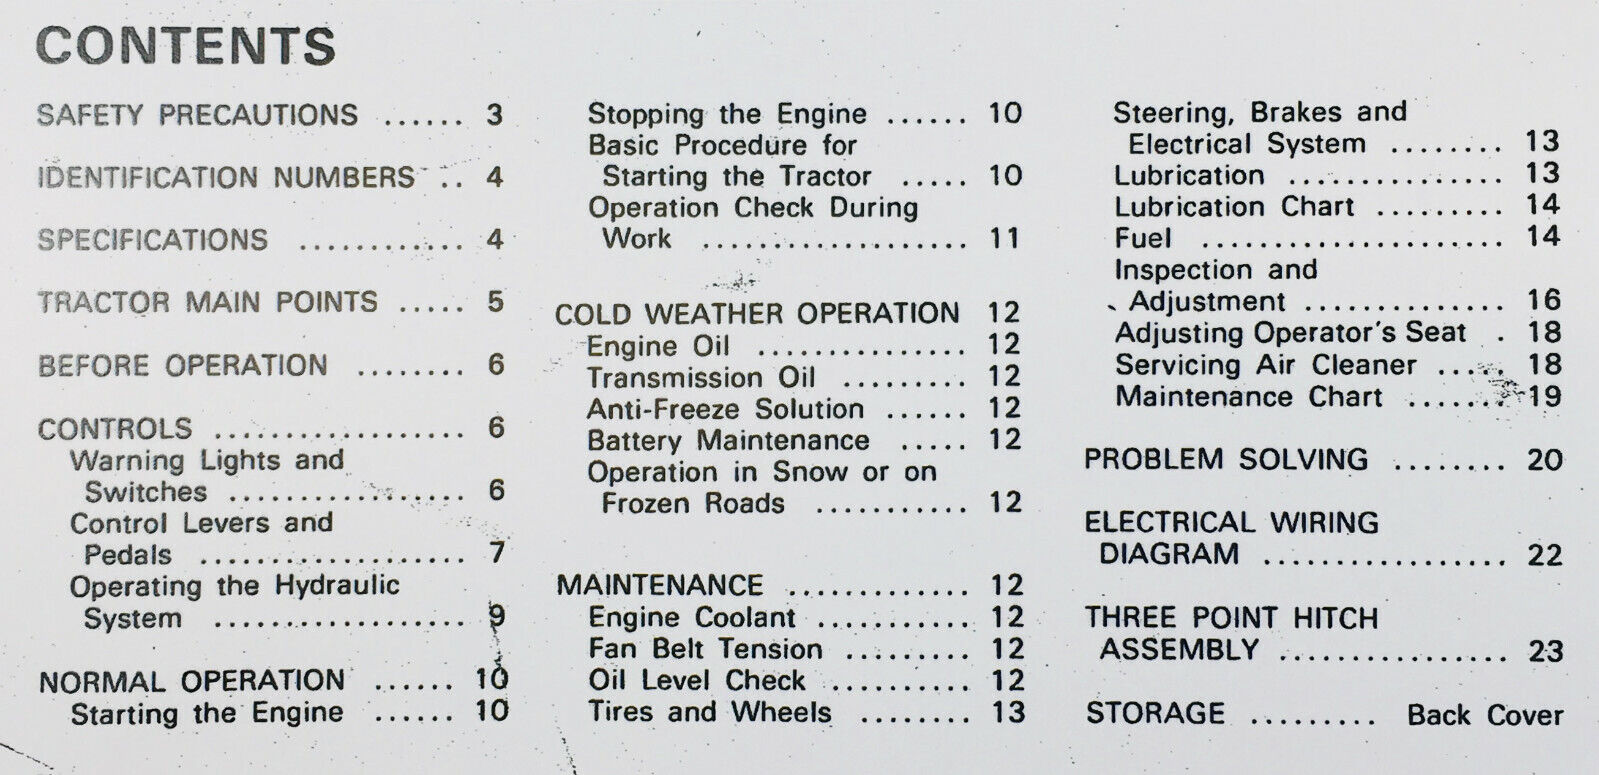 CONTENTS
SAFETY PRECAUTIONS ...... 3
IDENTIFICATION NUMBERS .. 4
SPECIFICATIONS ............ 4
TRACTOR MAIN POINTS ..... 5
BEFORE OPERATION ........ 6
CONTROLS .................. 6
Warning Lights and
Switches ................. 6
Control Levers and
Pedals ................... 7
Operating the Hydraulic
System .................. 9
NORMAL OPERATION ...... 10
Starting the Engine ...... 10
Stopping the Engine ...... 10
Basic Procedure for
Starting the Tractor ..... 10
Operation Check During
Work ................... 11
COLD WEATHER OPERATION 12
Engine Oil ............... 12
Transmission Oil ......... 12
Anti-Freeze Solution ...... 12
Battery Maintenance ..... 12
Operation in Snow or on
Frozen Roads ........... 12
MAINTENANCE ............. 12
Engine Coolant ........... 12
Fan Belt Tension ......... 12
Oil Level Check .......... 12
Tires and Wheels ........ 13
Steering, Brakes and
Electrical System ........ 13
Lubrication ............... 13
Lubrication Chart ......... 14
Fuel ...................... 14
Inspection and
Adjustment .............. 16
Adjusting Operator's Seat . 18
Servicing Air Cleaner ..... 18
Maintenance Chart ....... 19
PROBLEM SOLVING ........ 20
ELECTRICAL WIRING
DIAGRAM ................. 22
THREE POINT HITCH
ASSEMBLY ................ 23
STORAGE ......... Back Cover